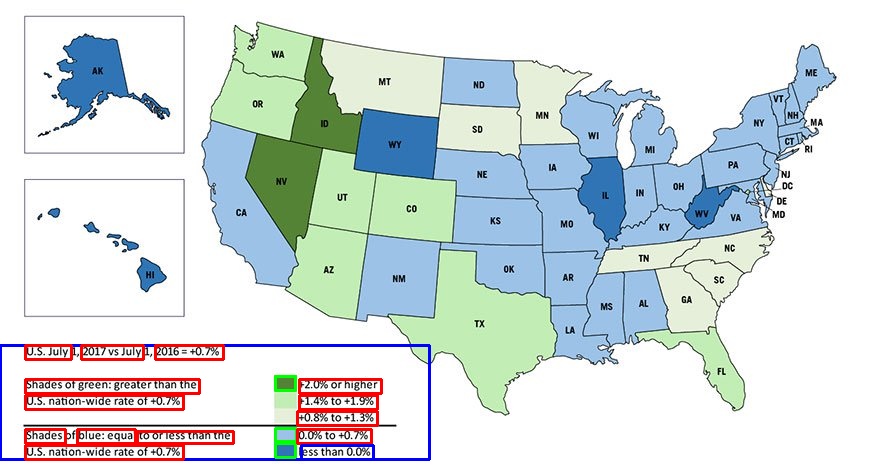 AK
HI
WA
OR
CA
ID
NV
MT
WY
UT
AZ
CO
NM
ND
SD
NE
KS
OK
TX
MN
IA
MO
AR
LA
WI
IL
MS
MI
IN
OH
KY
TN
AL
GA
FL
SC
NC
VA
WV
PA
NY
VT
NH
ME
MA
CT
RI
NJ
DC
DE
MD
U.S. July 1, 2017 vs July 1, 2016 = +0.7%
Shades of green: greater than the +2.0% or higher
U.S. nation-wide rate of +0.7% +1.4% to +1.9%
+0.8% to +1.3%
Shades of blue: equal to or less than the 0.0% to +0.7%
U.S. nation-wide rate of +0.7% less than 0.0%